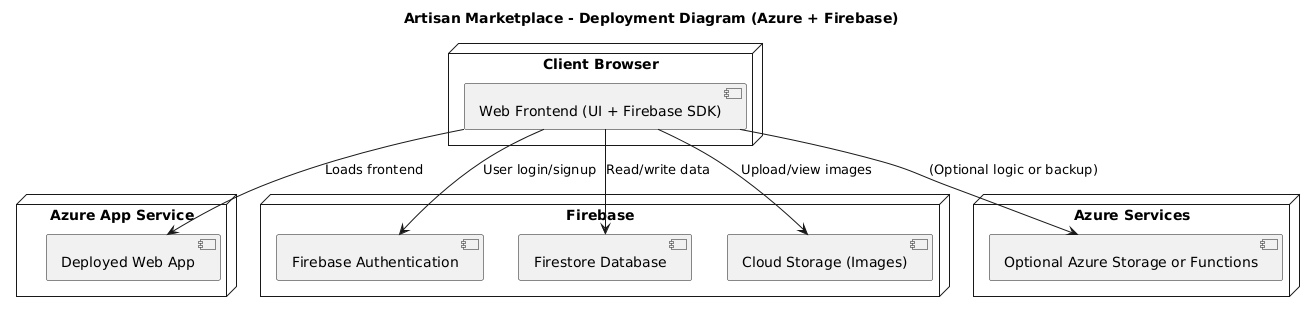 Artisan Marketplace - Deployment Diagram (Azure + Firebase)
Client Browser
Web Frontend (UI + Firebase SDK)
Loads frontend
User login/signup
Read/write data
Upload/view images
(Optional logic or backup)
Azure App Service
Deployed Web App
Firebase
Firebase Authentication
Firestore Database
Cloud Storage (Images)
Azure Services
Optional Azure Storage or Functions